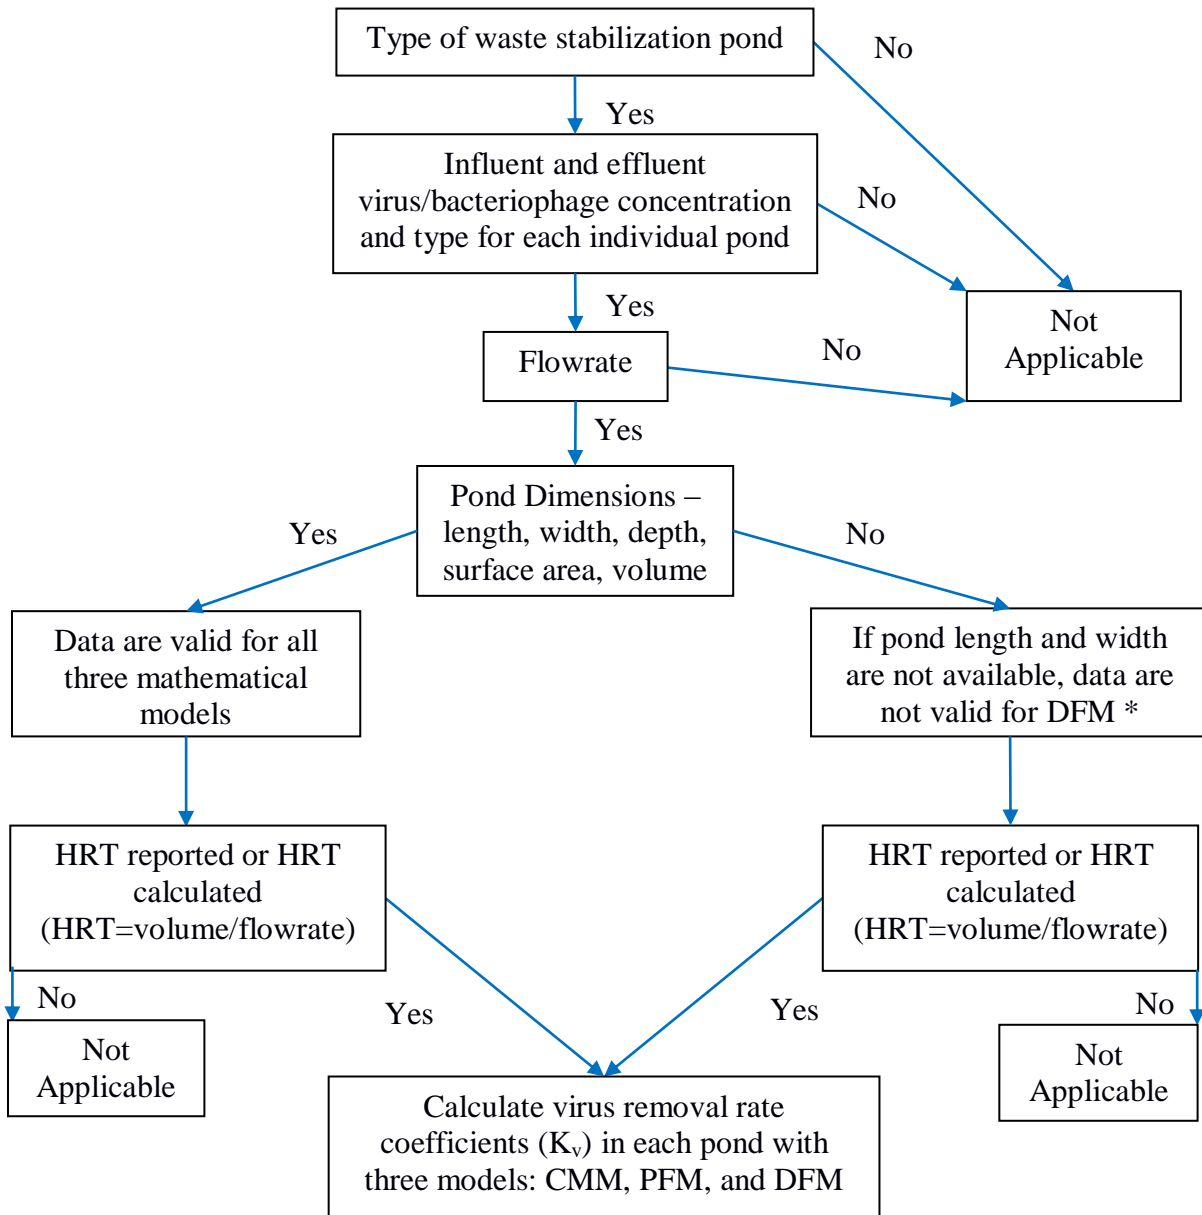 Type of waste stabilization pond
No
Yes
Influent and effluent
virus/bacteriophage concentration
and type for each individual pond
No
Yes
Not
Applicable
Flowrate
No
Yes
Pond Dimensions –
length, width, depth,
surface area, volume
Yes
No
Data are valid for all
three mathematical
models
If pond length and width
are not available, data are
not valid for DFM *
HRT reported or HRT
calculated
(HRT=volume/flowrate)
HRT reported or HRT
calculated
(HRT=volume/flowrate)
No
Yes
Yes
No
Not
Applicable
Not
Applicable
Calculate virus removal rate
coefficients (Kv) in each pond with
three models: CMM, PFM, and DFM